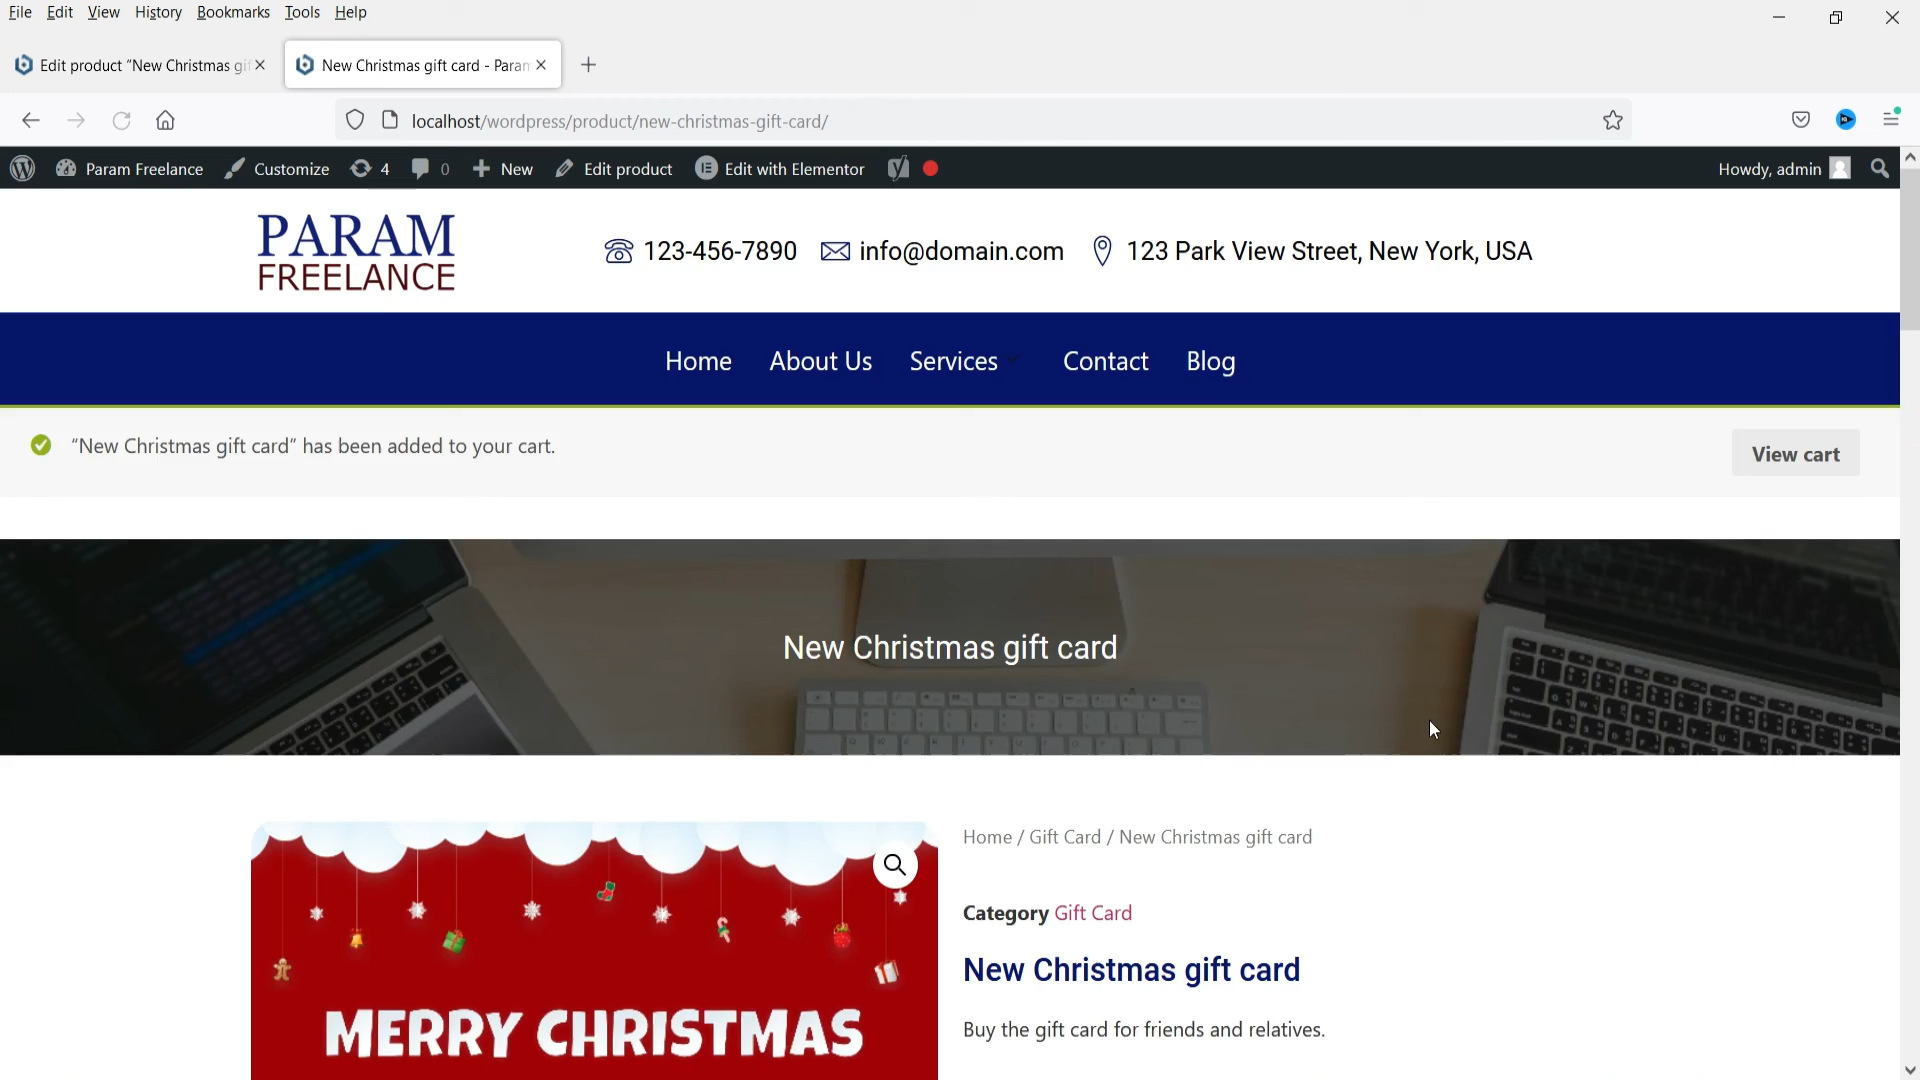 File Edit View History Bookmarks Tools Help
Edit product “New Christmas gif
New Christmas gift card - Param
localhost/wordpress/product/new-christmas-gift-card/
Param Freelance Customize 4 0 New Edit product Edit with Elementor Howdy, admin
PARAM
FREELANCE
123-456-7890 info@domain.com 123 Park View Street, New York, USA
Home About Us Services Contact Blog
“New Christmas gift card” has been added to your cart.
View cart
New Christmas gift card
Home / Gift Card / New Christmas gift card
Category Gift Card
New Christmas gift card
Buy the gift card for friends and relatives.
MERRY CHRISTMAS